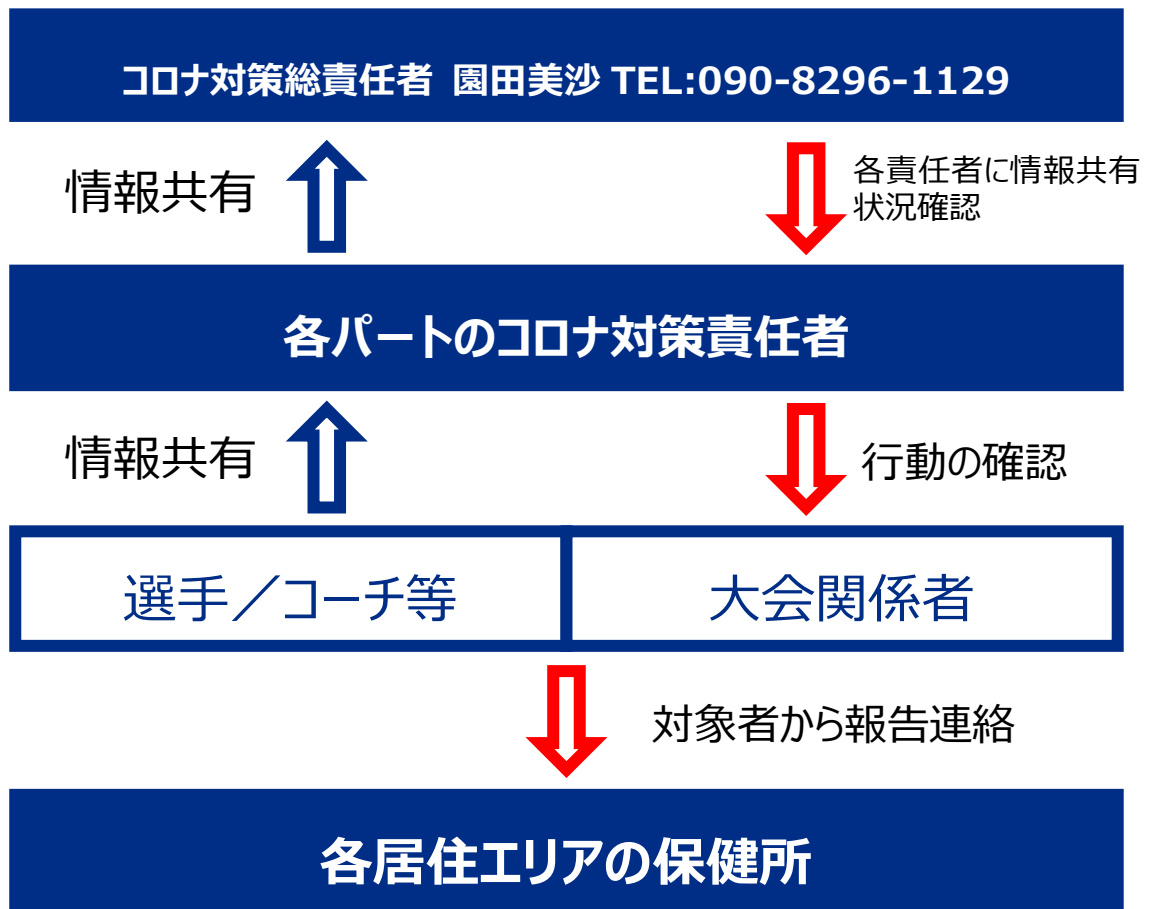 コロナ対策総責任者 園田美沙 TEL:090-8296-1129
情報共有
各責任者に情報共有
状況確認
各パートのコロナ対策責任者
情報共有
行動の確認
選手／コーチ等
大会関係者
対象者から報告連絡
各居住エリアの保健所